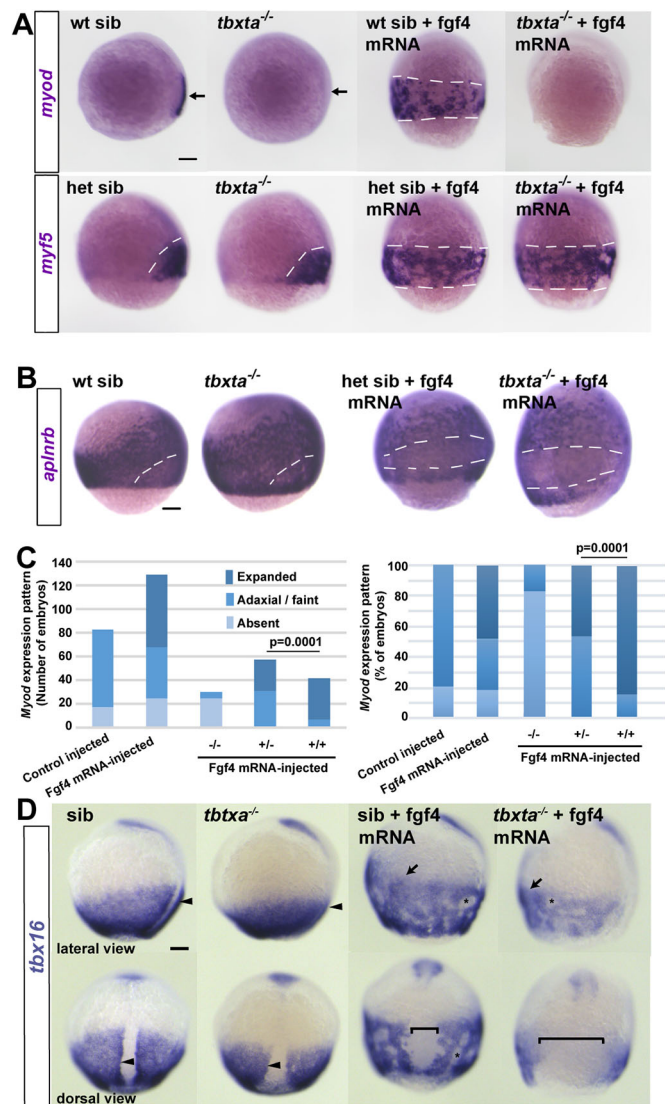 A
wt sib
tbxta-/-
wt sib + fgf4
mRNA
tbxta-/- + fgf4
mRNA
myod
het sib
tbxta-/-
het sib + fgf4
mRNA
tbxta-/- + fgf4
mRNA
myf5
B
wt sib
tbxta-/-
het sib + fgf4
mRNA
tbxta-/- + fgf4
mRNA
aplnrb
C
Myod expression pattern
(Number of embryos)
140
120
100
80
60
40
20
0
Expanded
Adaxial / faint
Absent
p=0.0001
Control injected
Fgf4 mRNA-injected
-/-
+/-
+/+
Fgf4 mRNA-injected
Myod expression pattern
(% of embryos)
100
80
60
40
20
0
p=0.0001
Control injected
Fgf4 mRNA-injected
-/-
+/-
+/+
Fgf4 mRNA-injected
D
sib
tbtxa-/-
sib + fgf4
mRNA
tbxta-/- + fgf4
mRNA
tbx16
*
*
lateral view
*
dorsal view